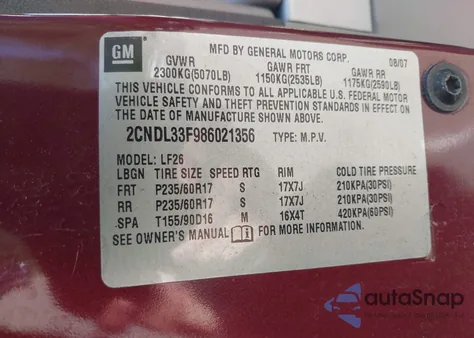 GM
MFD BY GENERAL MOTORS CORP. 08/07
GVWR GAWR FRT GAWR RR
2300KG(5070LB) 1150KG(2535LB) 1175KG(2590LB)
THIS VEHICLE CONFORMS TO ALL APPLICABLE U.S. FEDERAL MOTOR
VEHICLE SAFETY AND THEFT PREVENTION STANDARDS IN EFFECT ON
THE DATE OF MANUFACTURE SHOWN ABOVE.
2CNDL33F986021356 TYPE: M.P.V.
MODEL: LF26
LBGN TIRE SIZE SPEED RTG RIM COLD TIRE PRESSURE
FRT P235/60R17 S 17X7J 210KPA(30PSI)
RR P235/60R17 S 17X7J 210KPA(30PSI)
SPA T155/90D16 M 16X4T 420KPA(60PSI)
SEE OWNER'S MANUAL FOR MORE INFORMATION.
autoSnap